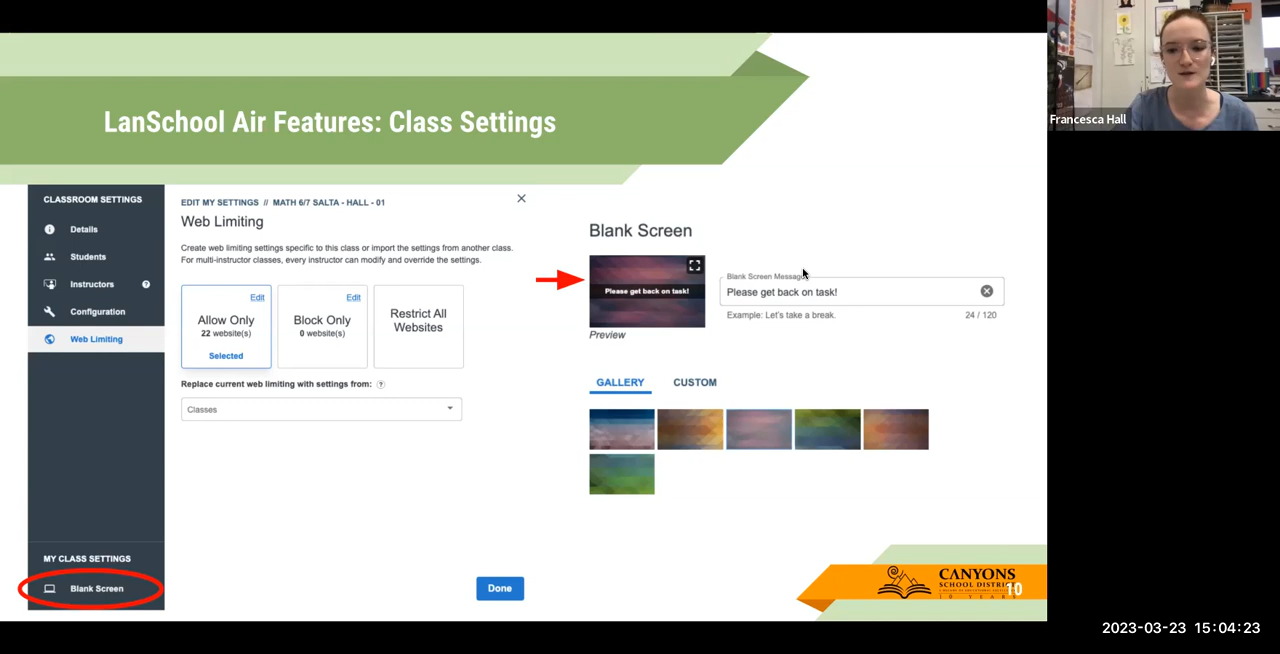 LanSchool Air Features: Class Settings
CLASSROOM SETTINGS
Details
Students
Instructors
Configuration
Web Limiting
MY CLASS SETTINGS
Blank Screen
EDIT MY SETTINGS // MATH 6/7 SALTA - HALL - 01
Web Limiting
Create web limiting settings specific to this class or import the settings from another class.
For multi-instructor classes, every instructor can modify and override the settings.
Edit
Allow Only
22 website(s)
Selected
Edit
Block Only
0 website(s)
Restrict All
Websites
Replace current web limiting with settings from: ?
Classes
Done
Blank Screen
Please get back on task!
Preview
Blank Screen Message
Please get back on task!
Example: Let's take a break.
24 / 120
GALLERY
CUSTOM
CANYONS
SCHOOL DISTRICT
10
Francesca Hall
2023-03-23 15:04:23